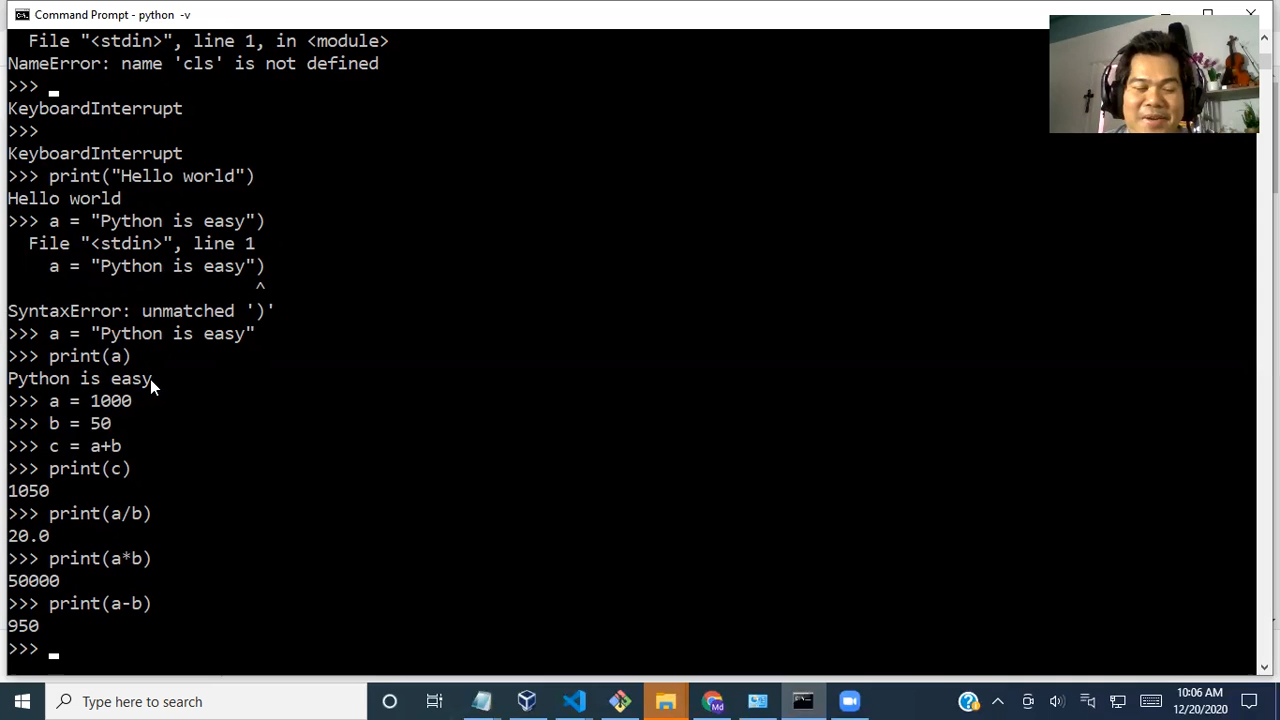 Command Prompt - python  -v
  File "<stdin>", line 1, in <module>
NameError: name 'cls' is not defined
>>>
KeyboardInterrupt
>>>
KeyboardInterrupt
>>> print("Hello world")
Hello world
>>> a = "Python is easy")
  File "<stdin>", line 1
    a = "Python is easy")
                        ^
SyntaxError: unmatched ')'
>>> a = "Python is easy"
>>> print(a)
Python is easy
>>> a = 1000
>>> b = 50
>>> c = a+b
>>> print(c)
1050
>>> print(a/b)
20.0
>>> print(a*b)
50000
>>> print(a-b)
950
>>>
Type here to search
Md
10:06 AM
12/20/2020